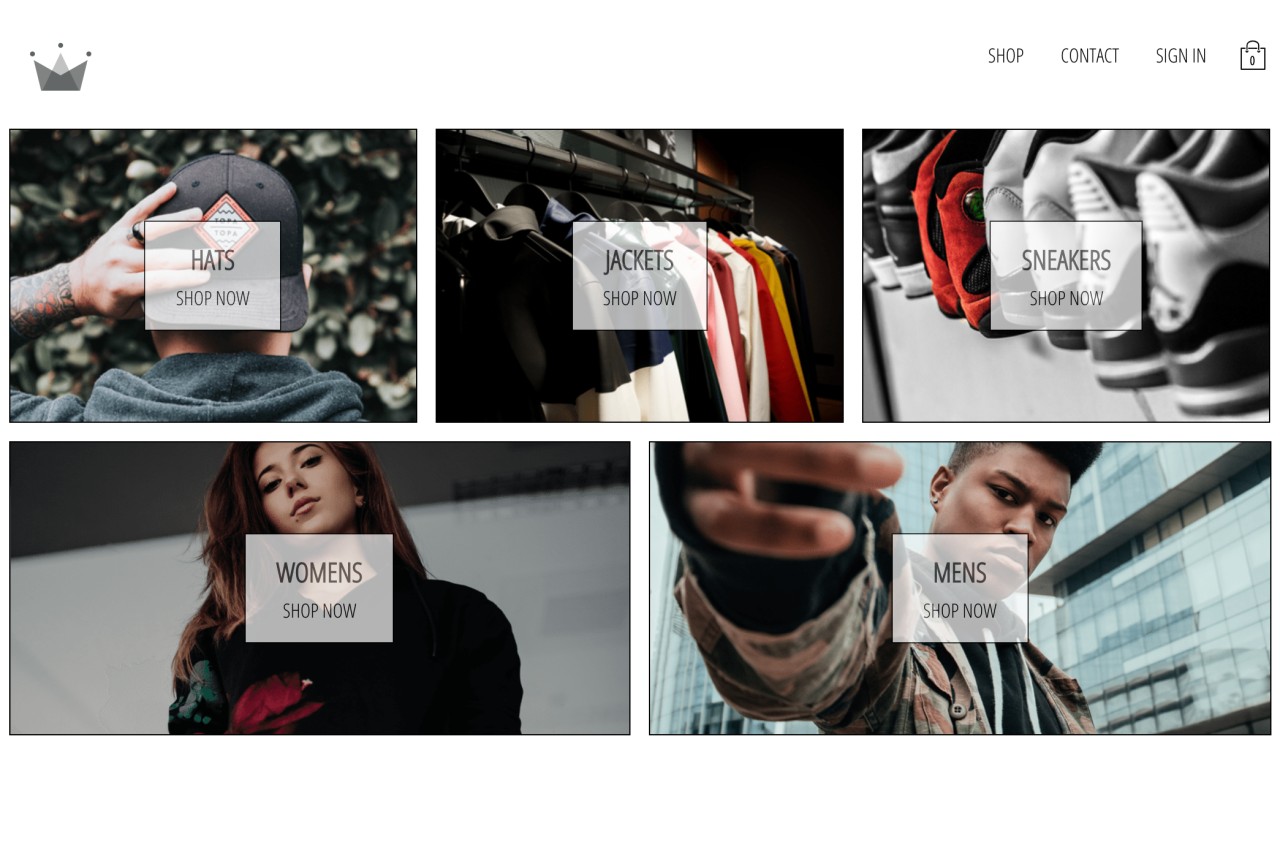 SHOP CONTACT SIGN IN
0
TOPA
TOPA
HATS
SHOP NOW
JACKETS
SHOP NOW
SNEAKERS
SHOP NOW
WOMENS
SHOP NOW
MENS
SHOP NOW